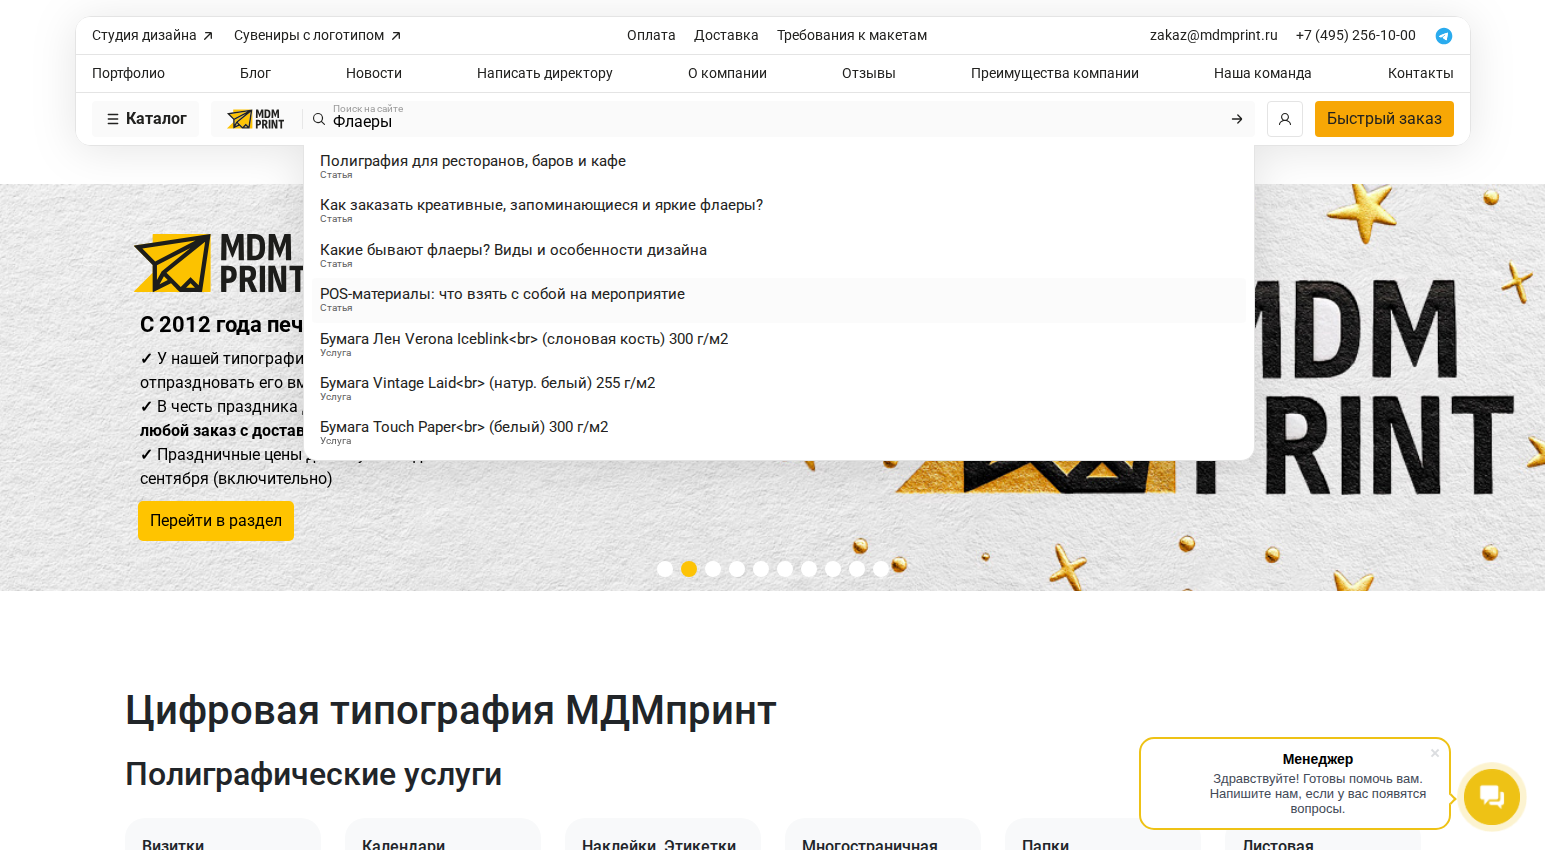 Студия дизайна
Сувениры с логотипом
Оплата
Доставка
Требования к макетам
zakaz@mdmprint.ru
+7 (495) 256-10-00
Портфолио
Блог
Новости
Написать директору
О компании
Отзывы
Преимущества компании
Наша команда
Контакты
Каталог
MDM
PRINT
Поиск на сайте
Флаеры
Быстрый заказ
Полиграфия для ресторанов, баров и кафе
Статья
Как заказать креативные, запоминающиеся и яркие флаеры?
Статья
Какие бывают флаеры? Виды и особенности дизайна
Статья
POS-материалы: что взять с собой на мероприятие
Статья
Бумага Лен Verona Iceblink<br> (слоновая кость) 300 г/м2
Услуга
Бумага Vintage Laid<br> (натур. белый) 255 г/м2
Услуга
Бумага Touch Paper<br> (белый) 300 г/м2
Услуга
MDM
PRINT
С 2012 года печ
✓ У нашей типографи
отпраздновать его вм
✓ В честь праздника
любой заказ с достав
✓ Праздничные цены
сентября (включительно)
Перейти в раздел
MDM
PRINT
Цифровая типография МДМпринт
Полиграфические услуги
Визитки
Календари
Наклейки, Этикетки
Многостраничная
Папки
Листовая
Менеджер
Здравствуйте! Готовы помочь вам.
Напишите нам, если у вас появятся
вопросы.